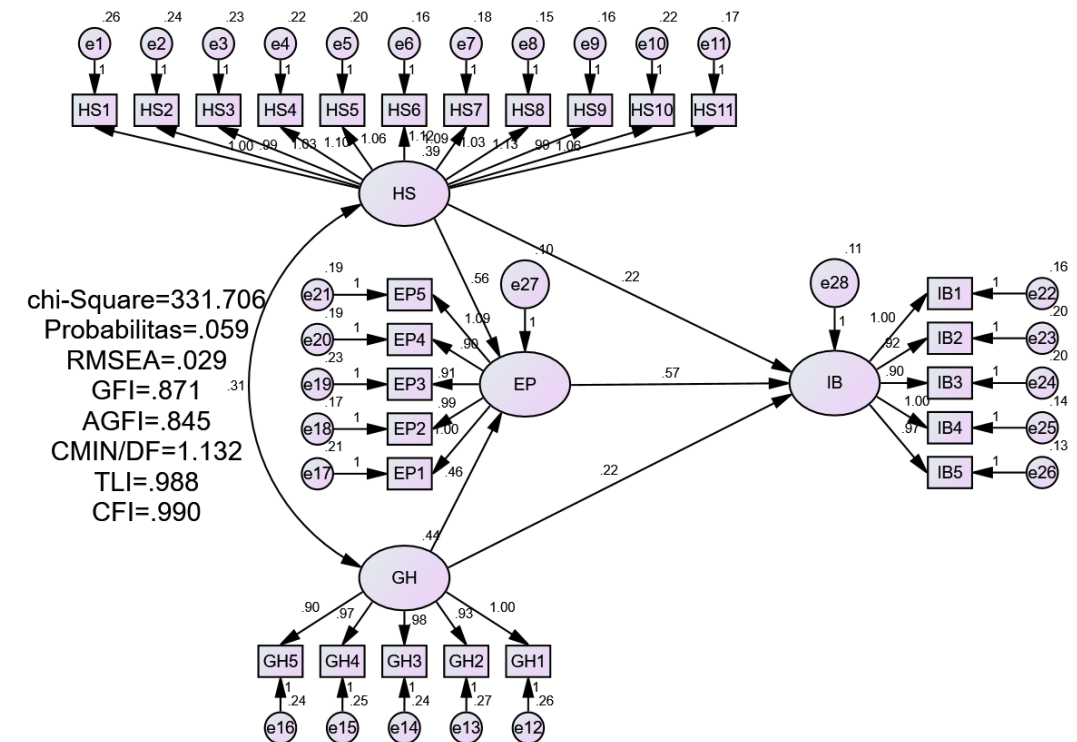 .26 .24 .23 .22 .20 .16 .18 .15 .16 .22 .17
e1 e2 e3 e4 e5 e6 e7 e8 e9 e10 e11
1 1 1 1 1 1 1 1 1 1 1
HS1 HS2 HS3 HS4 HS5 HS6 HS7 HS8 HS9 HS10 HS11
1.00 .99 1.03 1.10 1.06 1.12 1.09 1.03 1.13 .99 1.06
.39
HS
.10
.56
.22
e27
1
.11
e28
1
chi-Square=331.706
Probabilitas=.059
RMSEA=.029
GFI=.871
AGFI=.845
CMIN/DF=1.132
TLI=.988
CFI=.990
.31
.19
e21 1 EP5
1.09
.19
e20 1 EP4
.90
.23
e19 1 EP3 .91
.17
e18 1 EP2 .99
.21
e17 1 EP1 1.00
EP
.57
IB
.46
.22
1.00 IB1 1 e22 .16
.92 IB2 1 e23 .20
.90 IB3 1 e24 .20
1.00 IB4 1 e25 .14
.97 IB5 1 e26 .13
.44
GH
.90 .97 .98 .93 1.00
GH5 GH4 GH3 GH2 GH1
1 1 1 1 1
.24 .25 .24 .27 .26
e16 e15 e14 e13 e12